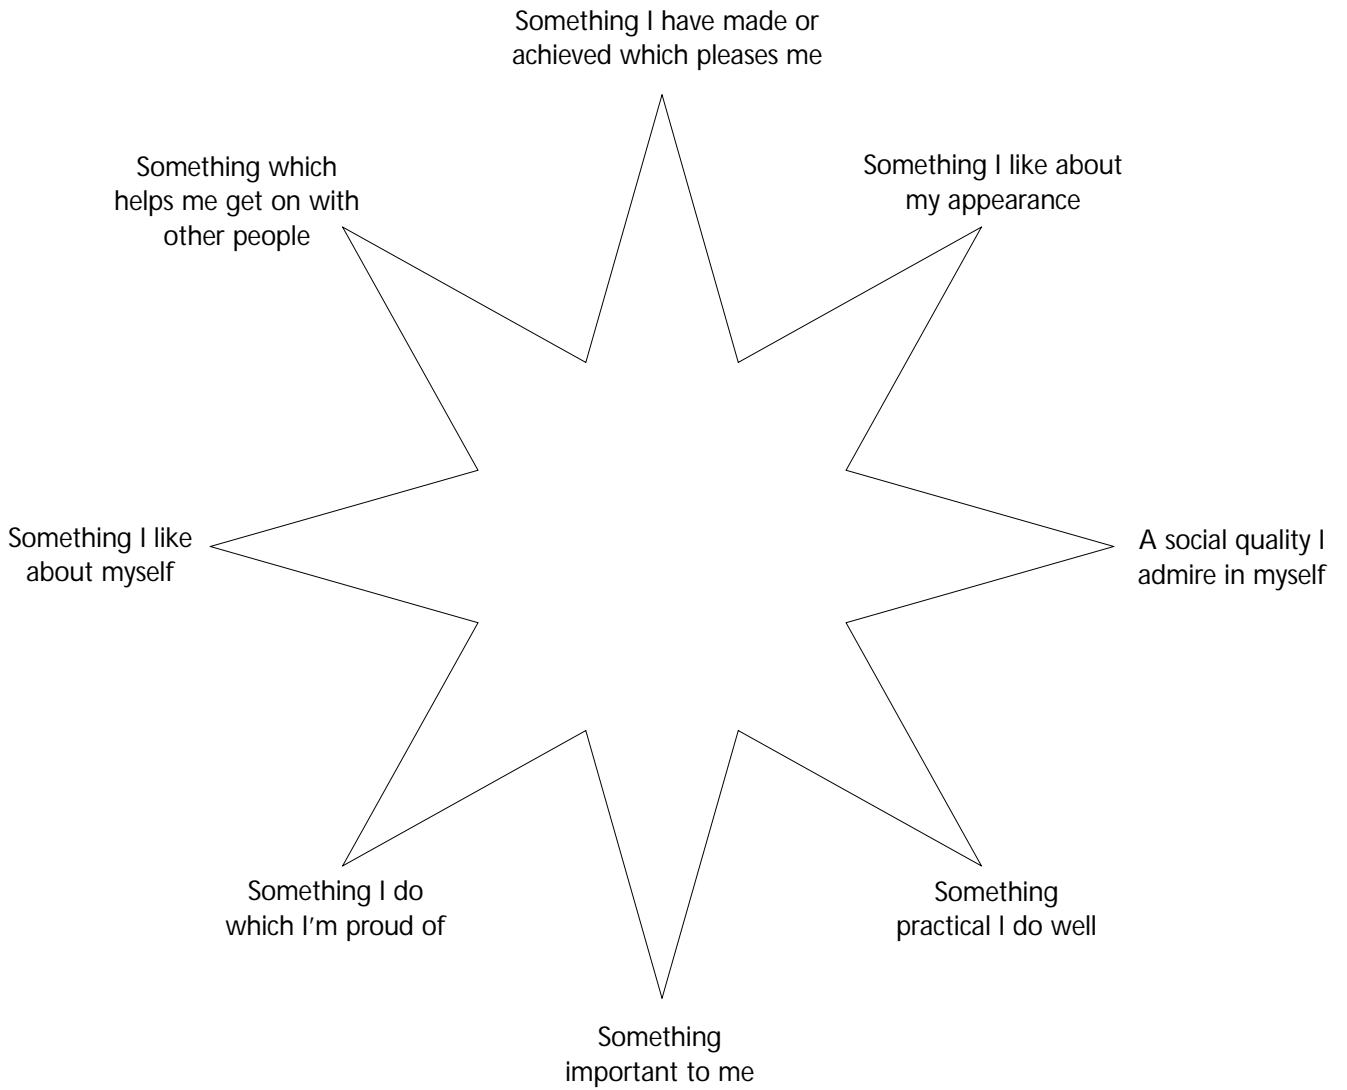 Something I have made or
achieved which pleases me
Something which
helps me get on with
other people
Something I like about
my appearance
Something I like
about myself
A social quality I
admire in myself
Something I do
which I'm proud of
Something
practical I do well
Something
important to me